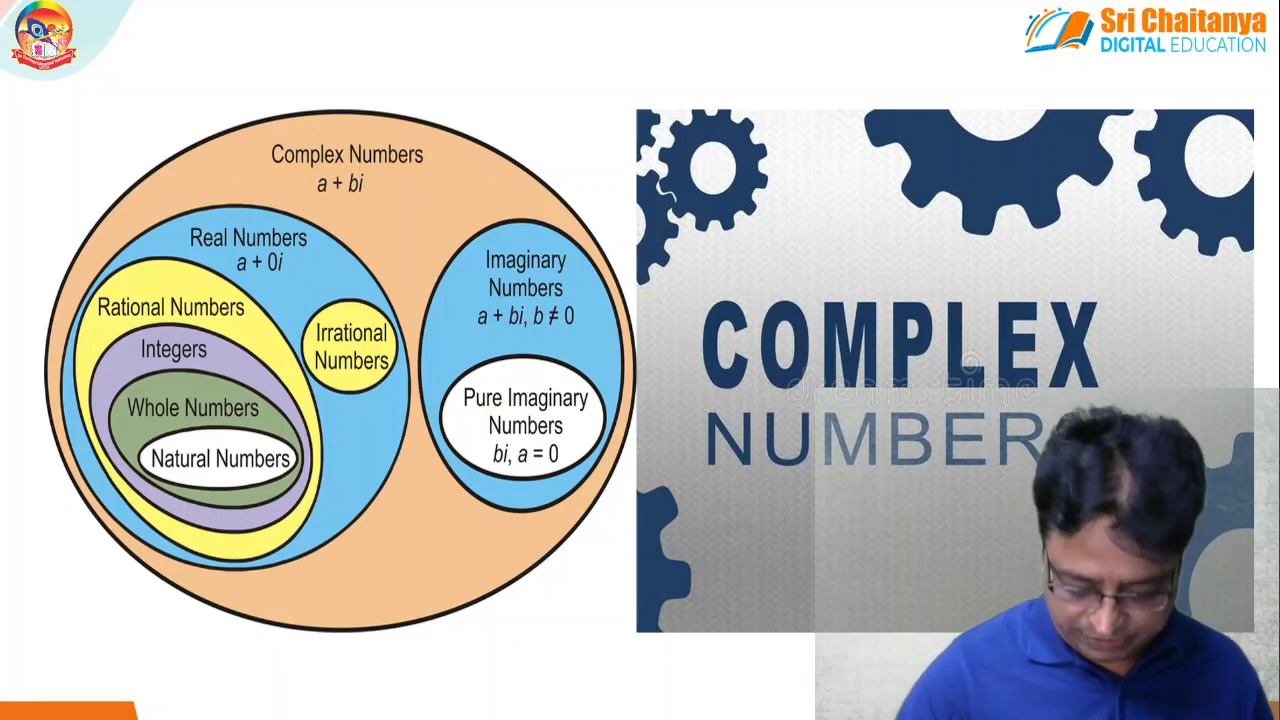 Sri Chaitanya
DIGITAL EDUCATION
Complex Numbers
a + bi
Real Numbers
a + 0i
Rational Numbers
Integers
Whole Numbers
Natural Numbers
Irrational
Numbers
Imaginary
Numbers
a + bi, b ≠ 0
Pure Imaginary
Numbers
bi, a = 0
COMPLEX
dreamstime
NUMBER